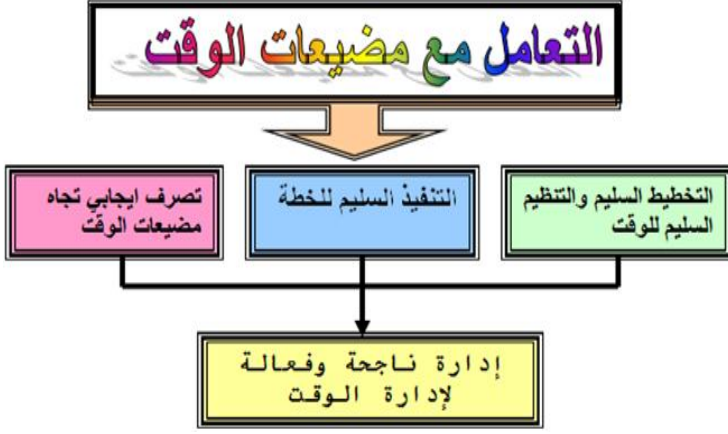 التعامل مع مضيعات الوقت
التخطيط السليم والتنظيم
السليم للوقت
التنفيذ السليم للخطة
تصرف ايجابي تجاه
مضيعات الوقت
إدارة ناجحة وفعالة
لإدارة الوقت